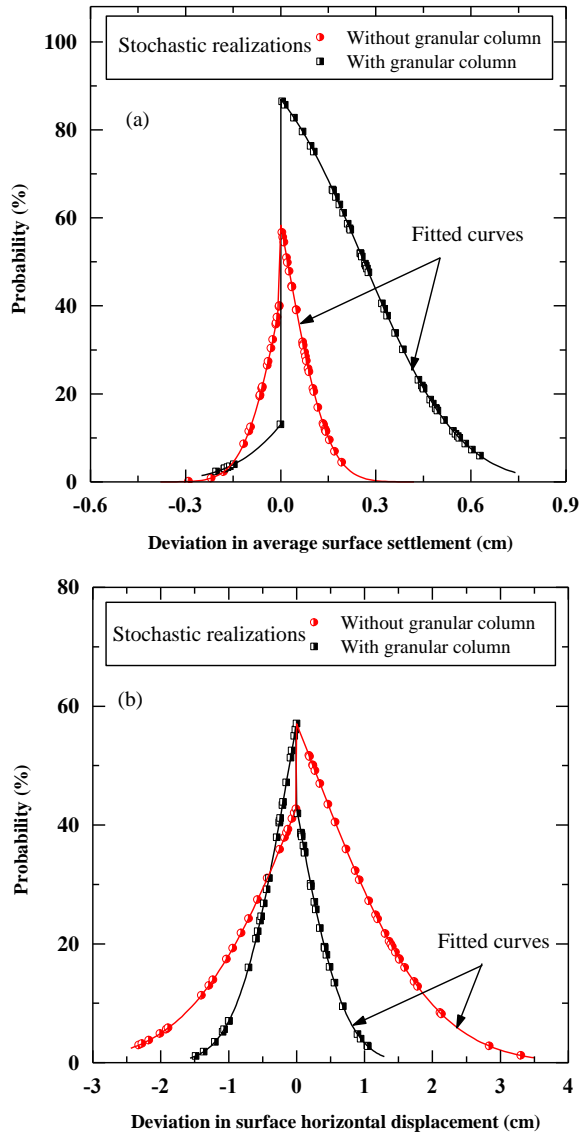 100
80
60
40
20
0
Probability (%)
Stochastic realizations
Without granular column
With granular column
(a)
Fitted curves
-0.6
-0.3
0.0
0.3
0.6
0.9
Deviation in average surface settlement (cm)
80
60
40
20
0
Probability (%)
Stochastic realizations
Without granular column
With granular column
(b)
Fitted curves
-3
-2
-1
0
1
2
3
4
Deviation in surface horizontal displacement (cm)